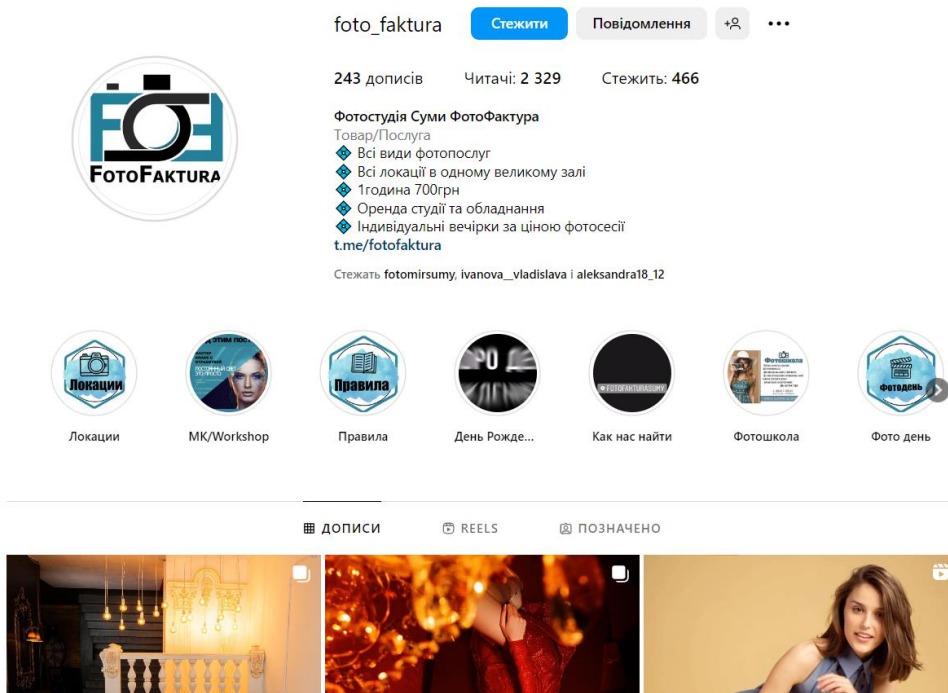 foto_faktura
Стежити
Повідомлення
243 дописів
Читачі: 2 329
Стежить: 466
Фотостудія Суми ФотоФактура
Товар/Послуга
Всі види фотопослуг
Всі локації в одному великому залі
1година 700грн
Оренда студії та обладнання
Індивідуальні вечірки за ціною фотосесії
t.me/fotofaktura
Стежать fotomirsumy, ivanova__vladislava і aleksandra18_12
FOTOFAKTURA
Локации
Правила
FOTOFAKTURASUMY
Фотошкола
Фотодень
Локации
МК/Workshop
Правила
День Рожде...
Как нас найти
Фотошкола
Фото день
ДОПИСИ
REELS
ПОЗНАЧЕНО